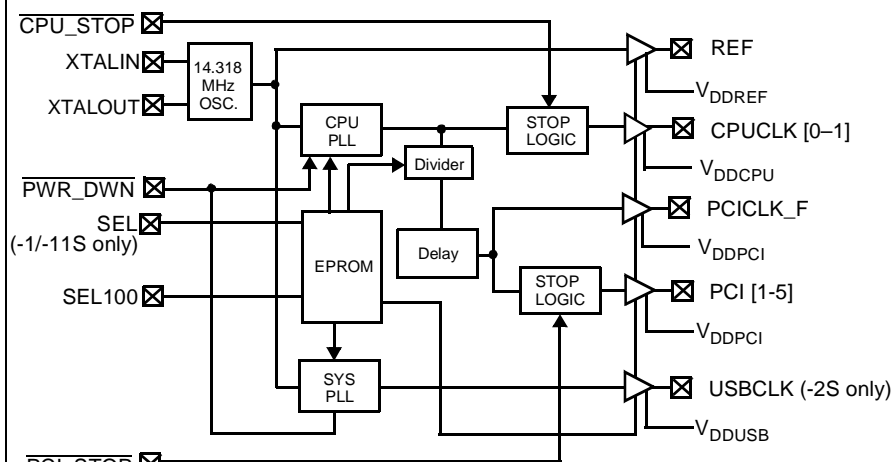 CPU_STOP
XTALIN
XTALOUT
14.318
MHz
OSC.
REF
VDDREF
CPU
PLL
STOP
LOGIC
CPUCLK [0–1]
VDDCPU
Divider
PWR_DWN
SEL
(-1/-11S only)
EPROM
Delay
PCICLK_F
VDDPCI
SEL100
STOP
LOGIC
PCI [1-5]
VDDPCI
SYS
PLL
USBCLK (-2S only)
VDDUSB
PCI_STOP